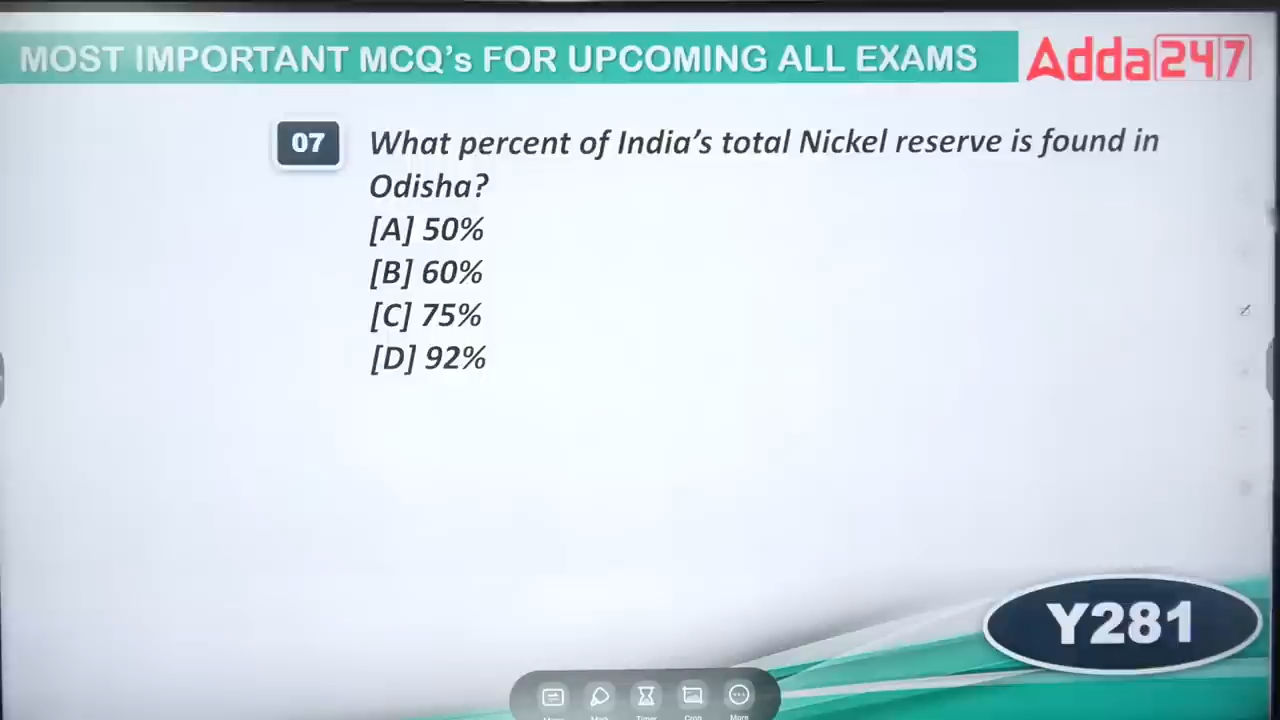 MOST IMPORTANT MCQ's FOR UPCOMING ALL EXAMS
Adda247
07
What percent of India's total Nickel reserve is found in
Odisha?
[A] 50%
[B] 60%
[C] 75%
[D] 92%
Y281
More